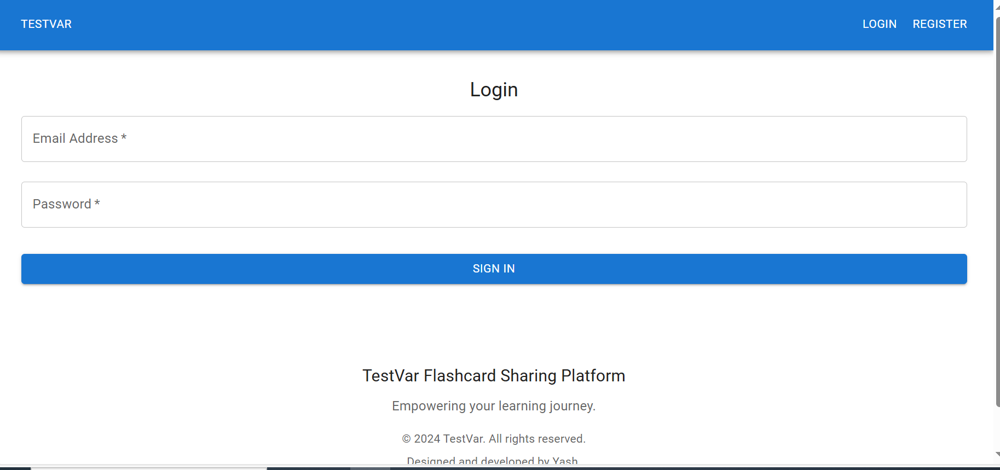 TESTVAR LOGIN REGISTER
Login
Email Address *
Password *
SIGN IN
TestVar Flashcard Sharing Platform
Empowering your learning journey.
© 2024 TestVar. All rights reserved.
Designed and developed by Yash